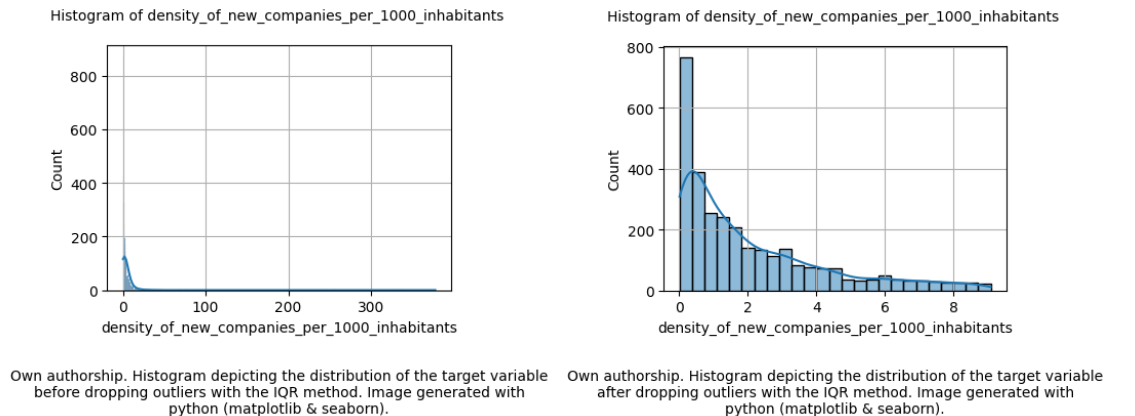 Histogram of density_of_new_companies_per_1000_inhabitants
800
600
400
200
0
Count
0 100 200 300
density_of_new_companies_per_1000_inhabitants
Own authorship. Histogram depicting the distribution of the target variable
before dropping outliers with the IQR method. Image generated with
python (matplotlib & seaborn).
Histogram of density_of_new_companies_per_1000_inhabitants
800
600
400
200
0
Count
0 2 4 6 8
density_of_new_companies_per_1000_inhabitants
Own authorship. Histogram depicting the distribution of the target variable
after dropping outliers with the IQR method. Image generated with
python (matplotlib & seaborn).